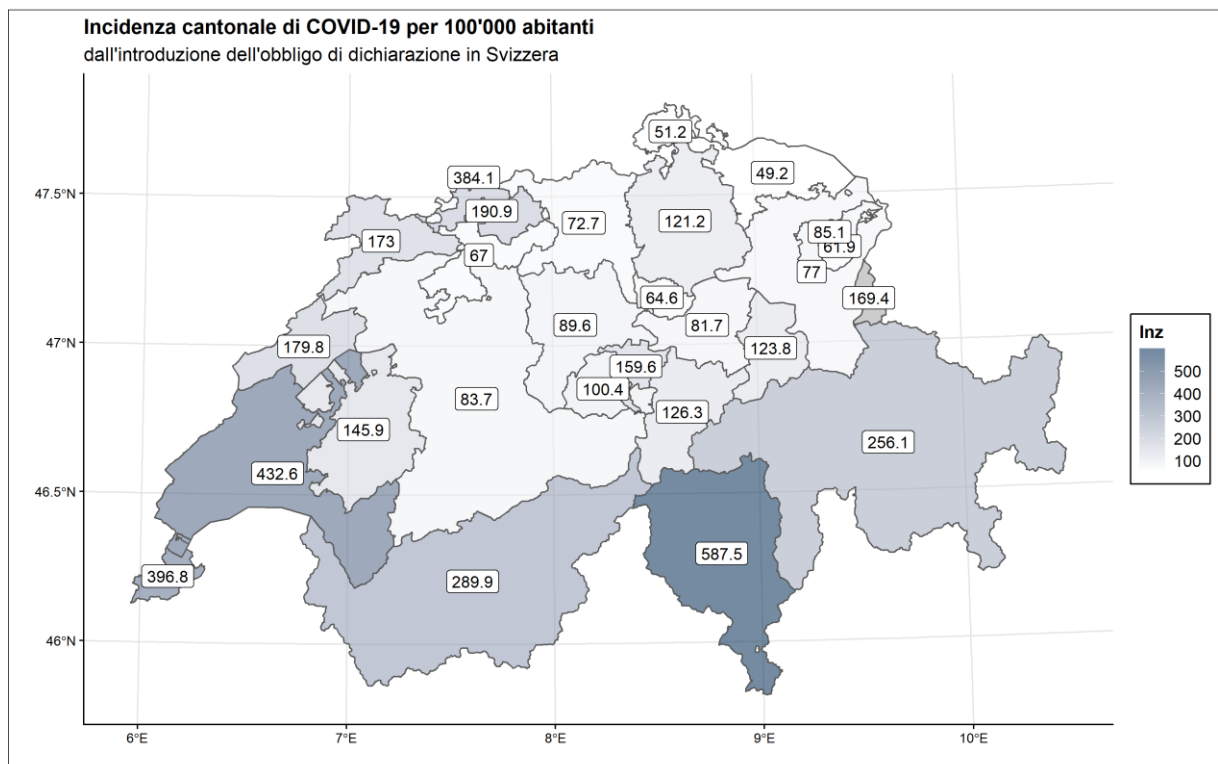 Incidenza cantonale di COVID-19 per 100'000 abitanti
dall'introduzione dell'obbligo di dichiarazione in Svizzera
51.2
49.2
384.1
190.9
72.7
121.2
85.1
61.9
173
67
77
64.6
169.4
89.6
81.7
179.8
123.8
159.6
100.4
83.7
126.3
145.9
256.1
432.6
587.5
396.8
289.9
47.5°N
47°N
46.5°N
46°N
6°E
7°E
8°E
9°E
10°E
Inz
500
400
300
200
100